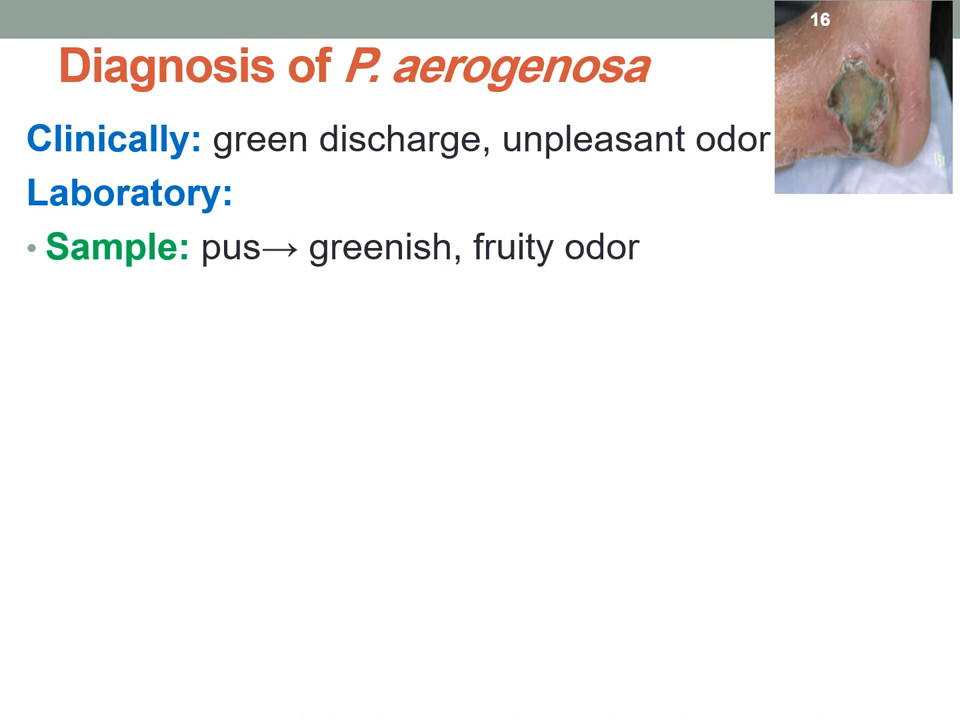 16
Diagnosis of P. aerogenosa
Clinically: green discharge, unpleasant odor
Laboratory:
• Sample: pus→ greenish, fruity odor